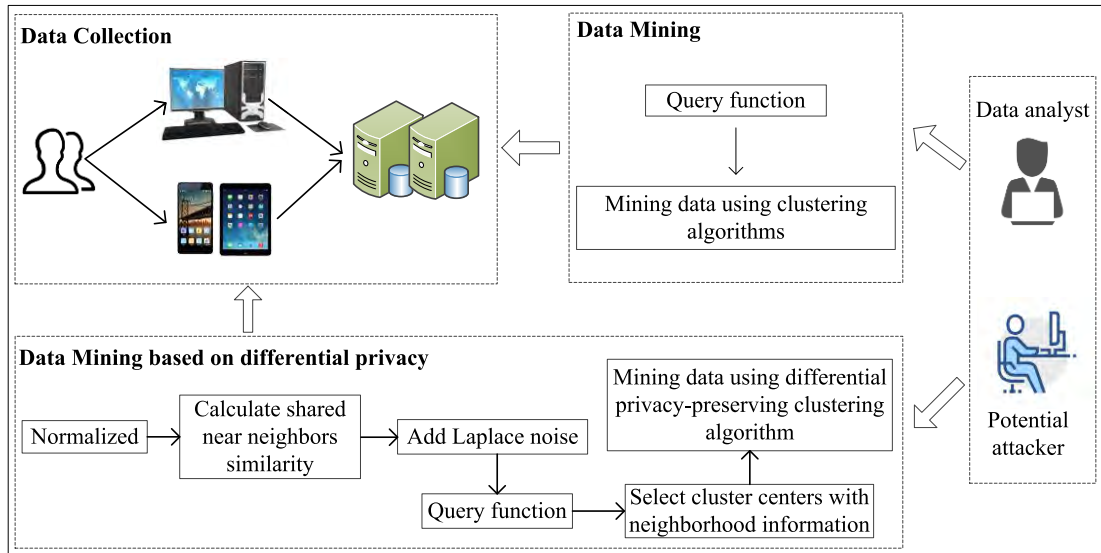 Data Collection
Data Mining
Query function
Mining data using clustering
algorithms
Data analyst
Potential
attacker
Data Mining based on differential privacy
Normalized
Calculate shared
near neighbors
similarity
Add Laplace noise
Query function
Select cluster centers with
neighborhood information
Mining data using differential
privacy-preserving clustering
algorithm